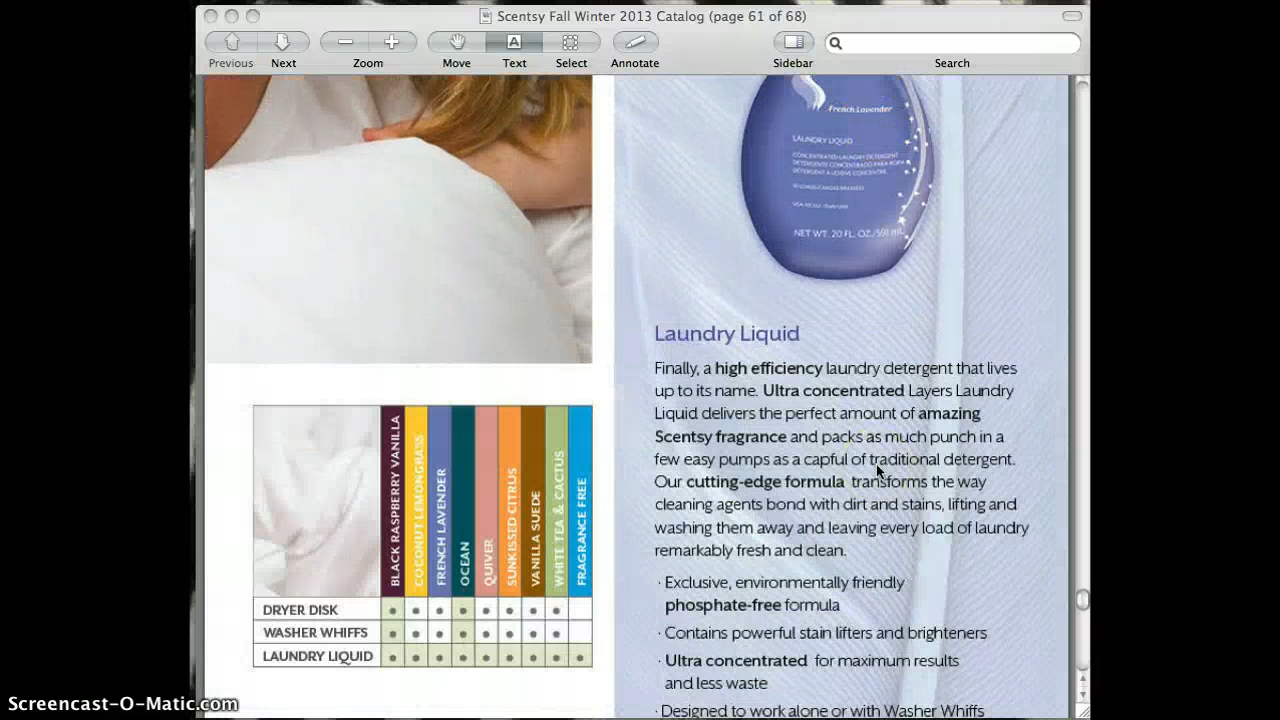 Scentsy Fall Winter 2013 Catalog (page 61 of 68)
Previous Next Zoom Move Text Select Annotate Sidebar Search
French Lavender
LAUNDRY LIQUID
CONCENTRATED LAUNDRY DETERGENT
DETERGENTE CONCENTRADO PARA ROPA
NET WT. 20 FL. OZ./591 mL
Laundry Liquid
Finally, a high efficiency laundry detergent that lives
up to its name. Ultra concentrated Layers Laundry
Liquid delivers the perfect amount of amazing
Scentsy fragrance and packs as much punch in a
few easy pumps as a capful of traditional detergent.
Our cutting-edge formula transforms the way
cleaning agents bond with dirt and stains, lifting and
washing them away and leaving every load of laundry
remarkably fresh and clean.
· Exclusive, environmentally friendly
phosphate-free formula
· Contains powerful stain lifters and brighteners
· Ultra concentrated for maximum results
and less waste
· Designed to work alone or with Washer Whiffs
BLACK RASPBERRY VANILLA
COCONUT LEMONGRASS
FRENCH LAVENDER
OCEAN
QUIVER
SUNKISSED CITRUS
VANILLA SUEDE
WHITE TEA & CACTUS
FRAGRANCE FREE
DRYER DISK
WASHER WHIFFS
LAUNDRY LIQUID
Screencast-O-Matic.com